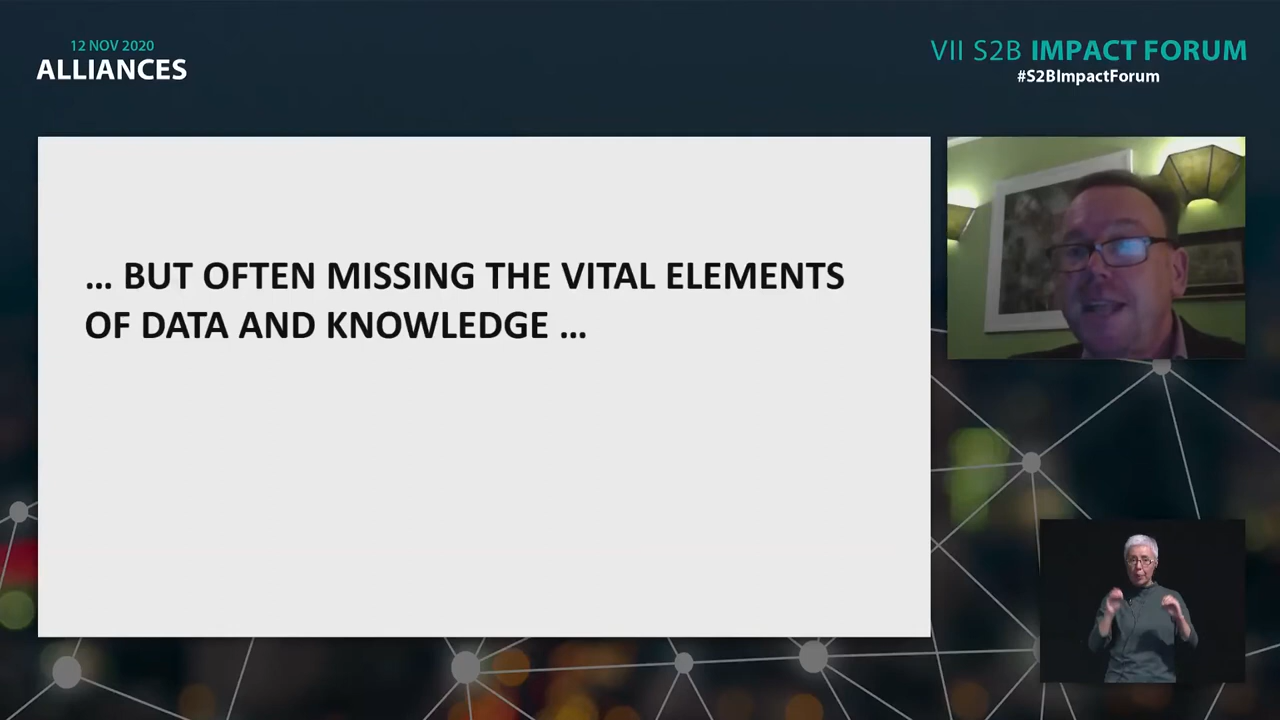 12 NOV 2020
ALLIANCES
VII S2B IMPACT FORUM
#S2BImpactForum
... BUT OFTEN MISSING THE VITAL ELEMENTS
OF DATA AND KNOWLEDGE ...